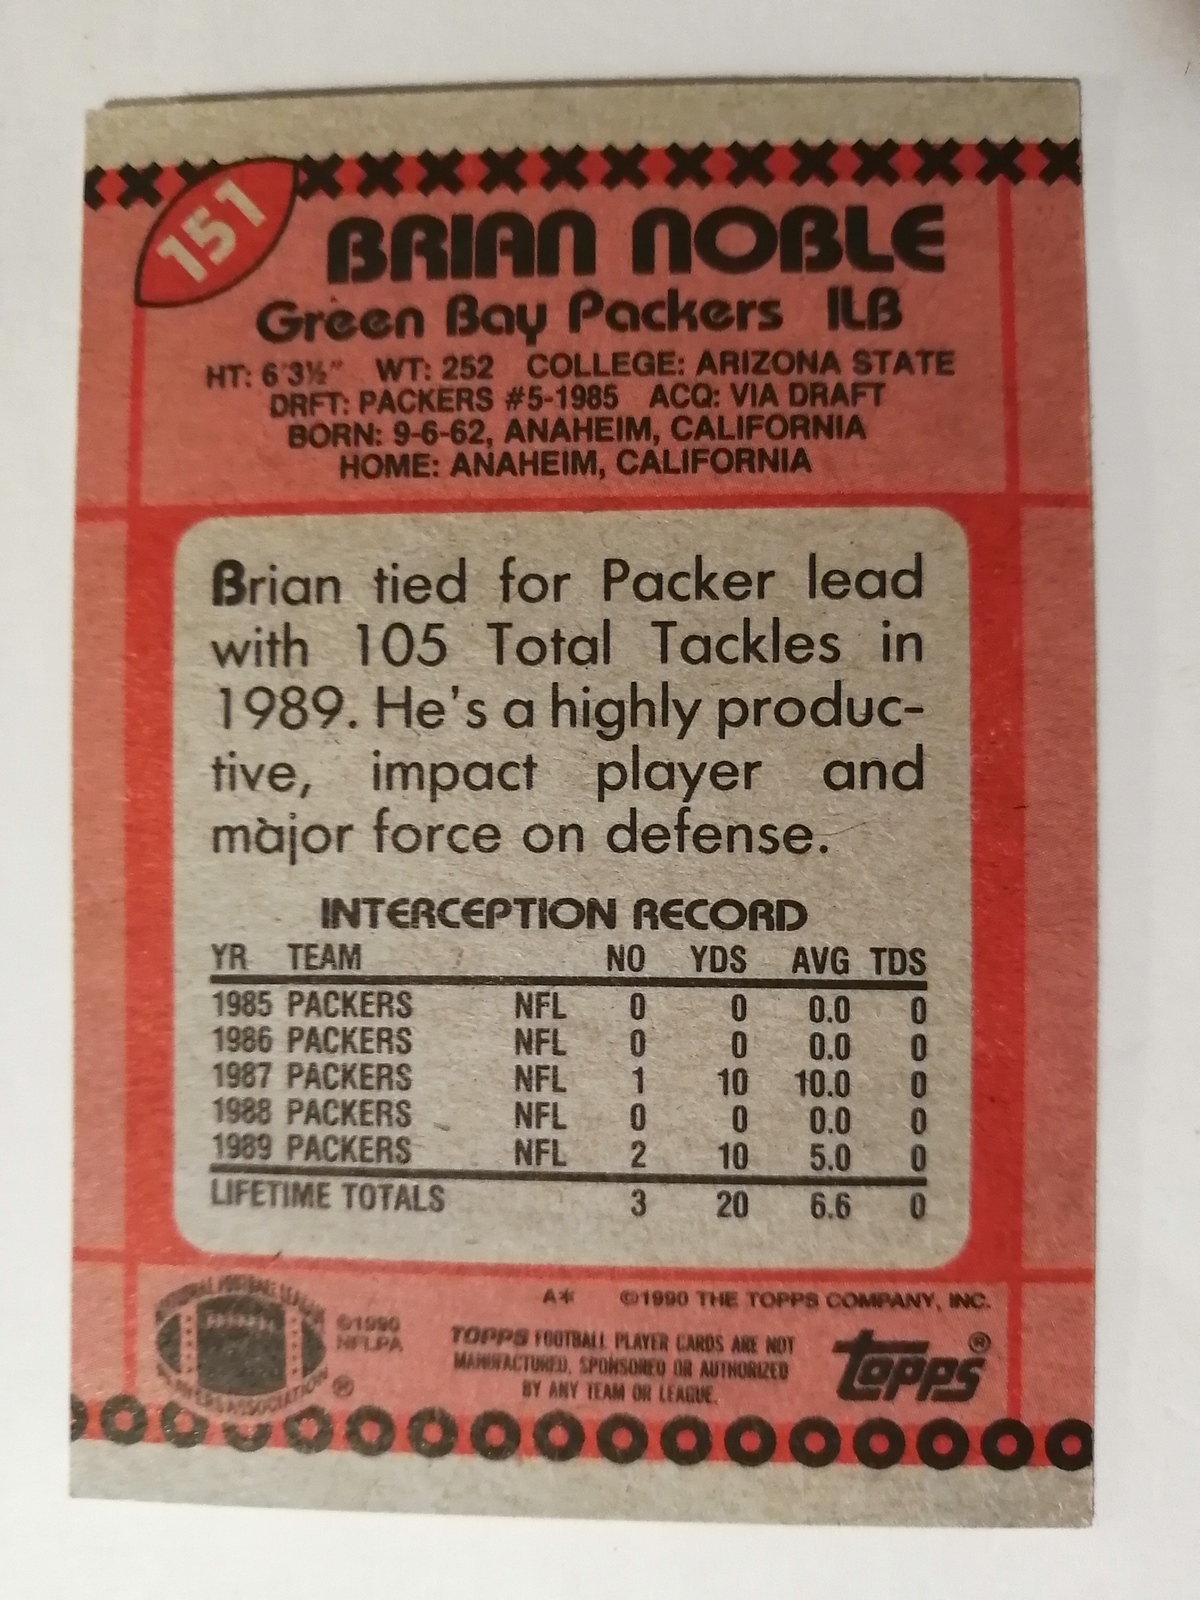 151
BRIAN NOBLE
Green Bay Packers ILB
HT: 6'3½" WT: 252 COLLEGE: ARIZONA STATE
DRFT: PACKERS #5-1985 ACQ: VIA DRAFT
BORN: 9-6-62, ANAHEIM, CALIFORNIA
HOME: ANAHEIM, CALIFORNIA
Brian tied for Packer lead
with 105 Total Tackles in
1989. He's a highly produc-
tive, impact player and
major force on defense.
INTERCEPTION RECORD
YR TEAM NO YDS AVG TDS
1985 PACKERS NFL 0 0 0.0 0
1986 PACKERS NFL 0 0 0.0 0
1987 PACKERS NFL 1 10 10.0 0
1988 PACKERS NFL 0 0 0.0 0
1989 PACKERS NFL 2 10 5.0 0
LIFETIME TOTALS 3 20 6.6 0
A* ©1990 THE TOPPS COMPANY, INC.
NATIONAL FOOTBALL LEAGUE
PLAYERS ASSOCIATION ®
©1990
NFLPA
TOPPS FOOTBALL PLAYER CARDS ARE NOT
MANUFACTURED, SPONSORED OR AUTHORIZED
BY ANY TEAM OR LEAGUE.
topps®